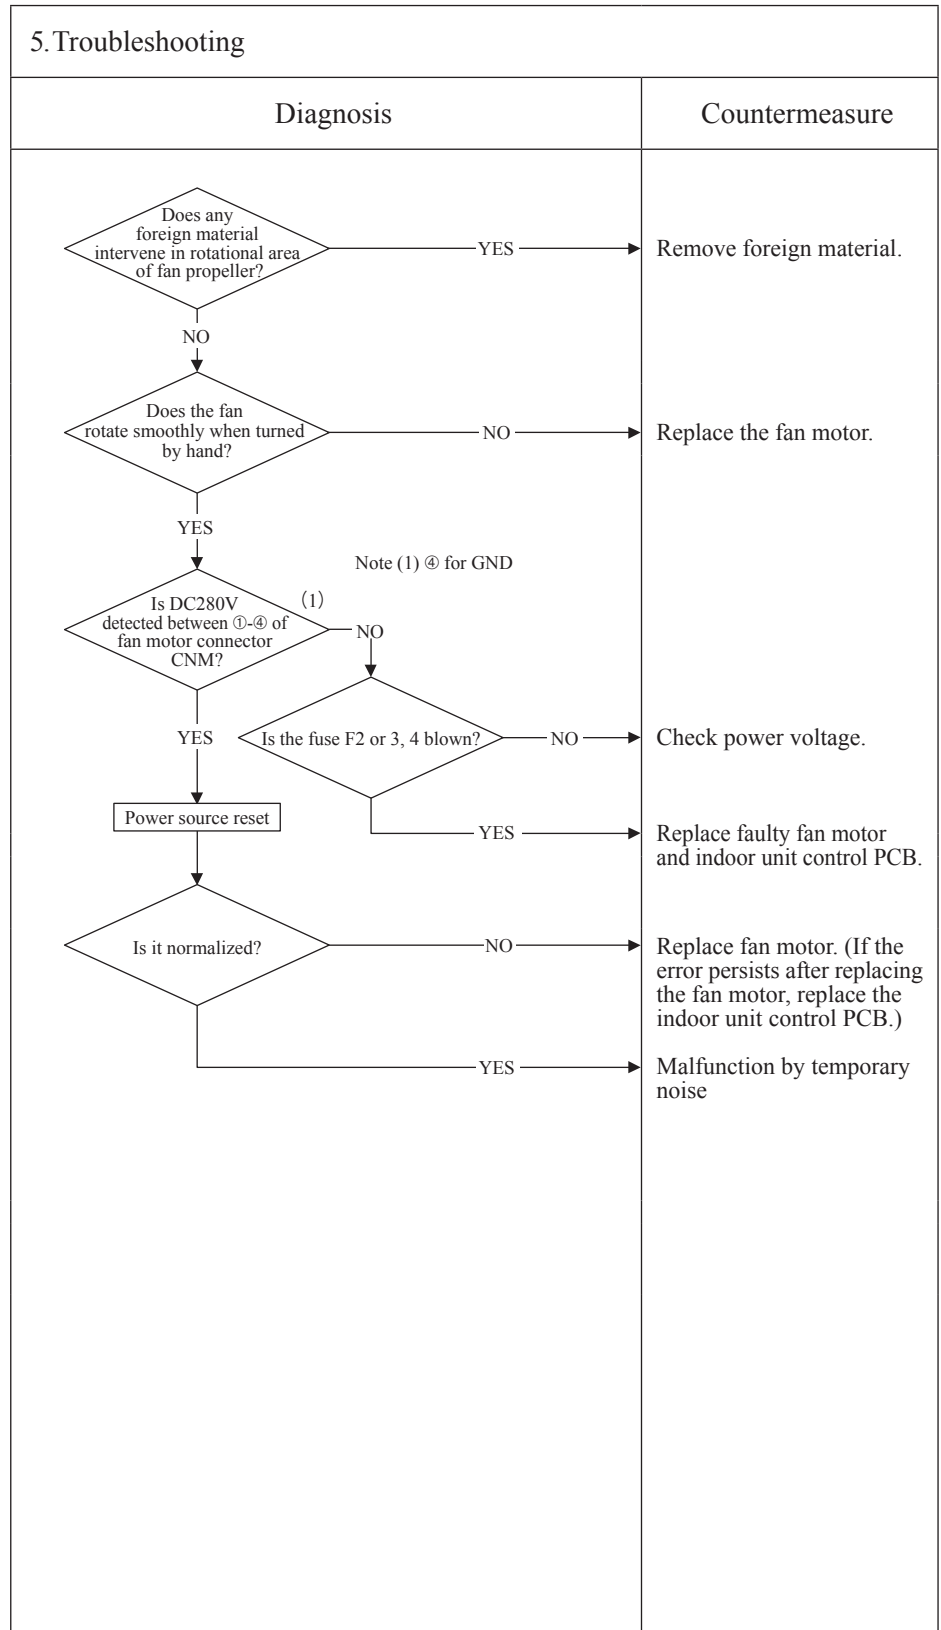 5. Troubleshooting
Diagnosis
Countermeasure
Does any
foreign material
intervene in rotational area
of fan propeller?
YES
Remove foreign material.
NO
Does the fan
rotate smoothly when turned
by hand?
NO
Replace the fan motor.
YES
Note (1) ④ for GND
Is DC280V
detected between ①-④ of
fan motor connector
CNM?
(1)
NO
YES
Is the fuse F2 or 3, 4 blown?
NO
Check power voltage.
Power source reset
YES
Replace faulty fan motor
and indoor unit control PCB.
Is it normalized?
NO
Replace fan motor. (If the
error persists after replacing
the fan motor, replace the
indoor unit control PCB.)
YES
Malfunction by temporary
noise